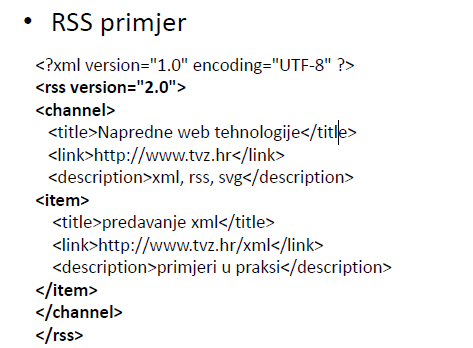 • RSS primjer
<?xml version="1.0" encoding="UTF-8" ?>
<rss version="2.0">
<channel>
<title>Napredne web tehnologije</title>
<link>http://www.tvz.hr</link>
<description>xml, rss, svg</description>
<item>
<title>predavanje xml</title>
<link>http://www.tvz.hr/xml</link>
<description>primjeri u praksi</description>
</item>
</channel>
</rss>